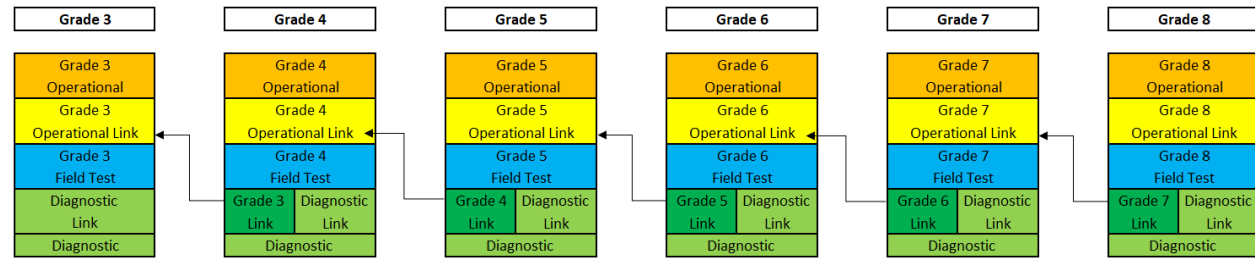 Grade 3
Grade 4
Grade 5
Grade 6
Grade 7
Grade 8
Grade 3
Operational
Grade 3
Operational Link
Grade 3
Field Test
Diagnostic
Link
Diagnostic
Grade 4
Operational
Grade 4
Operational Link
Grade 4
Field Test
Grade 3
Link
Diagnostic
Link
Diagnostic
Grade 5
Operational
Grade 5
Operational Link
Grade 5
Field Test
Grade 4
Link
Diagnostic
Link
Diagnostic
Grade 6
Operational
Grade 6
Operational Link
Grade 6
Field Test
Grade 5
Link
Diagnostic
Link
Diagnostic
Grade 7
Operational
Grade 7
Operational Link
Grade 7
Field Test
Grade 6
Link
Diagnostic
Link
Diagnostic
Grade 8
Operational
Grade 8
Operational Link
Grade 8
Field Test
Grade 7
Link
Diagnostic
Link
Diagnostic